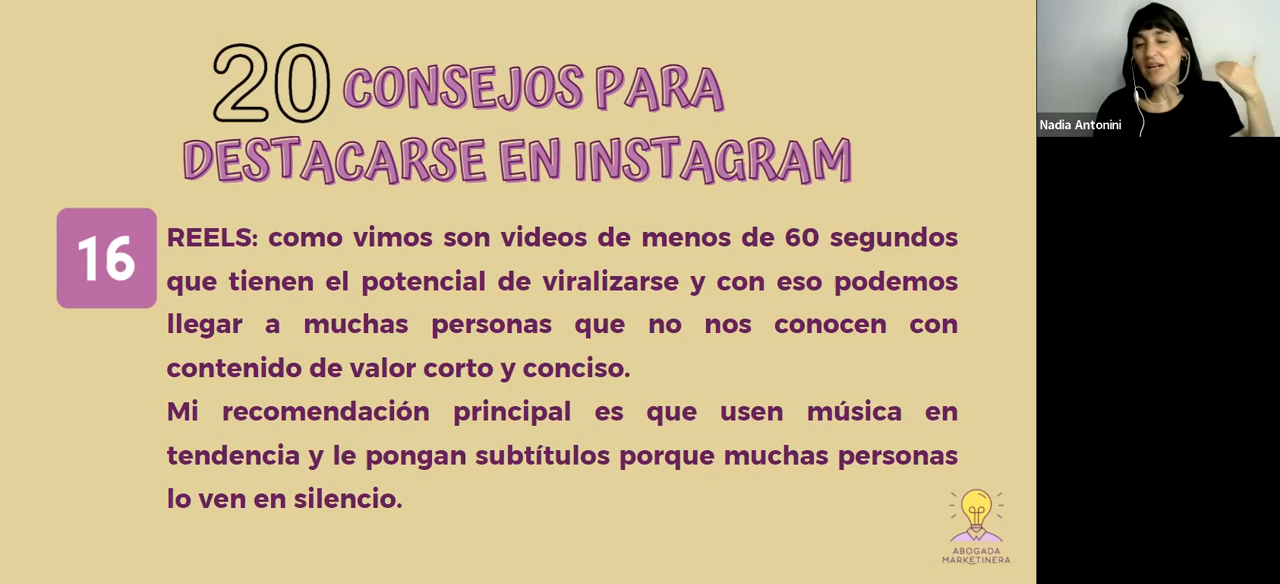 20 CONSEJOS PARA
DESTACARSE EN INSTAGRAM
16
REELS: como vimos son videos de menos de 60 segundos
que tienen el potencial de viralizarse y con eso podemos
llegar a muchas personas que no nos conocen con
contenido de valor corto y conciso.
Mi recomendación principal es que usen música en
tendencia y le pongan subtítulos porque muchas personas
lo ven en silencio.
ABOGADA
MARKETINERA
Nadia Antonini